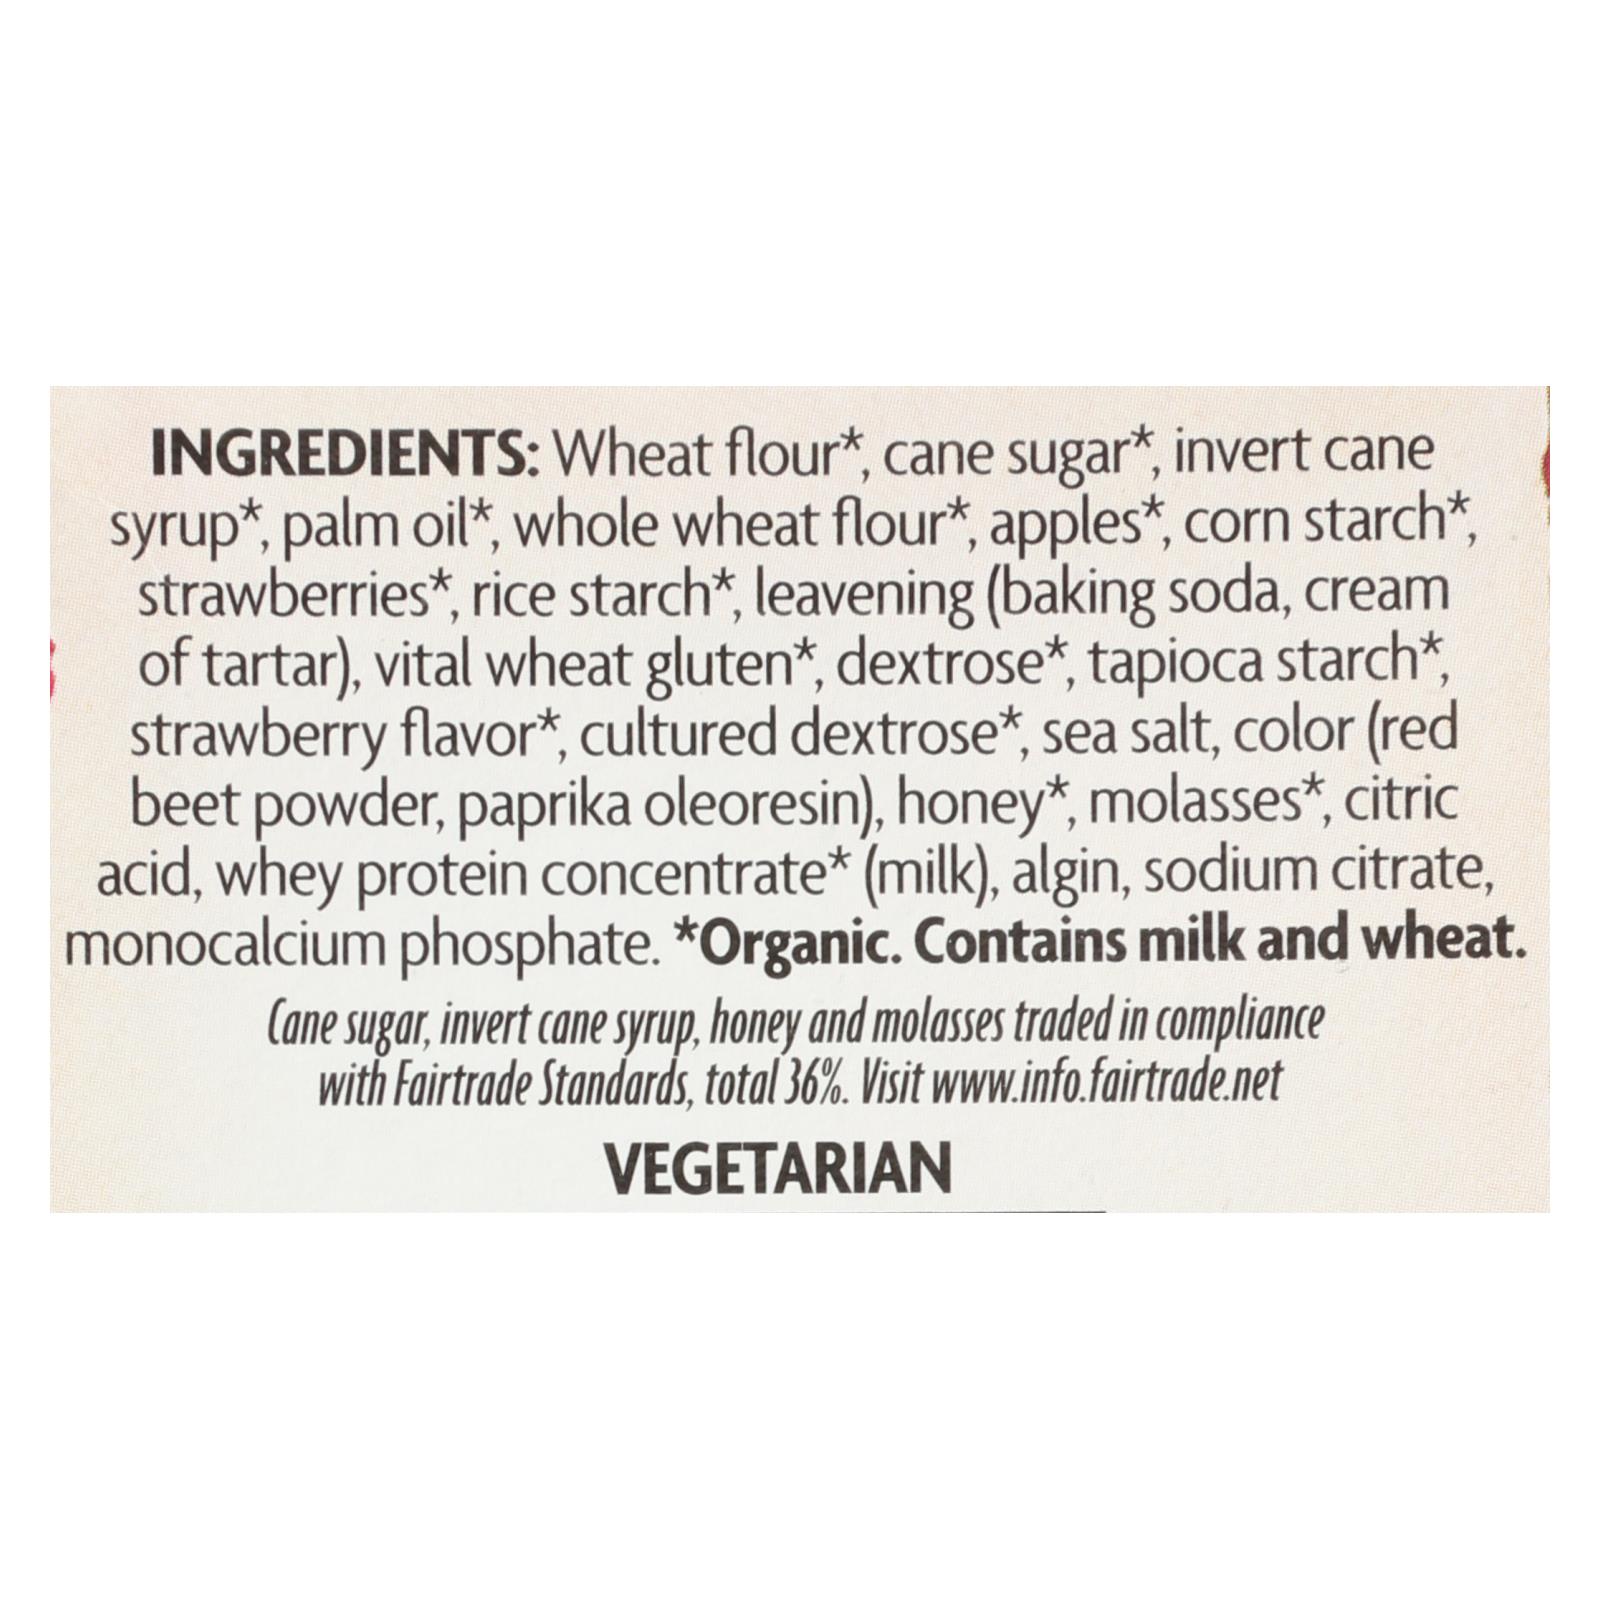 INGREDIENTS: Wheat flour*, cane sugar*, invert cane
syrup*, palm oil*, whole wheat flour*, apples*, corn starch*,
strawberries*, rice starch*, leavening (baking soda, cream
of tartar), vital wheat gluten*, dextrose*, tapioca starch*,
strawberry flavor*, cultured dextrose*, sea salt, color (red
beet powder, paprika oleoresin), honey*, molasses*, citric
acid, whey protein concentrate* (milk), algin, sodium citrate,
monocalcium phosphate. *Organic. Contains milk and wheat.
Cane sugar, invert cane syrup, honey and molasses traded in compliance
with Fairtrade Standards, total 36%. Visit www.info.fairtrade.net
VEGETARIAN